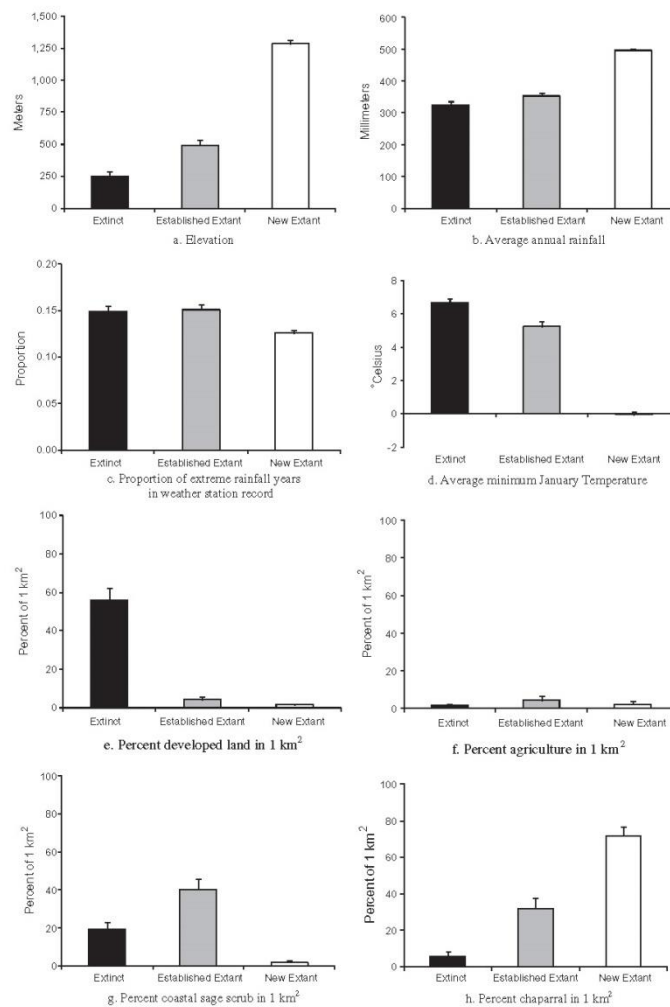 1,500
1,250
1,000
750
500
250
0
Meters
Extinct Established Extant New Extant
a. Elevation
600
500
400
300
200
100
0
Millimeters
Extinct Established Extant New Extant
b. Average annual rainfall
0.20
0.15
0.10
0.05
0.00
Proportion
Extinct Established Extant New Extant
c. Proportion of extreme rainfall years
in weather station record
8
6
4
2
0
-2
°Celsius
Extinct Established Extant New Extant
d. Average minimum January Temperature
100
80
60
40
20
0
Percent of 1 km²
Extinct Established Extant New Extant
e. Percent developed land in 1 km²
100
80
60
40
20
0
Percent of 1 km²
Extinct Established Extant New Extant
f. Percent agriculture in 1 km²
100
80
60
40
20
0
Percent of 1 km²
Extinct Established Extant New Extant
g. Percent coastal sage scrub in 1 km²
100
80
60
40
20
0
Percent of 1 km²
Extinct Established Extant New Extant
h. Percent chaparral in 1 km²